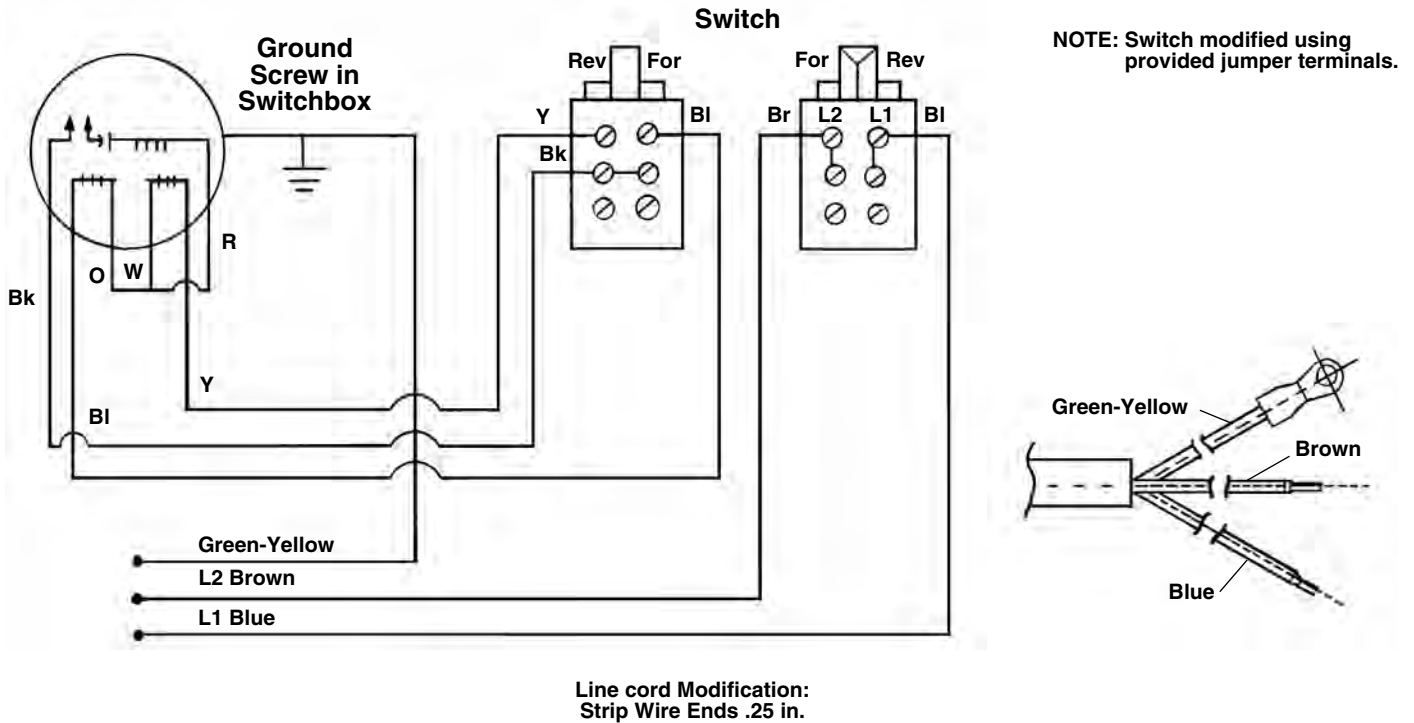 Switch
NOTE: Switch modified using
provided jumper terminals.
Ground
Screw in
Switchbox
Rev For
For Rev
Y
Bl
Br L2 L1 Bl
Bk
R
O W
Bk
Y
Bl
Green-Yellow
L2 Brown
L1 Blue
Green-Yellow
Brown
Blue
Line cord Modification:
Strip Wire Ends .25 in.